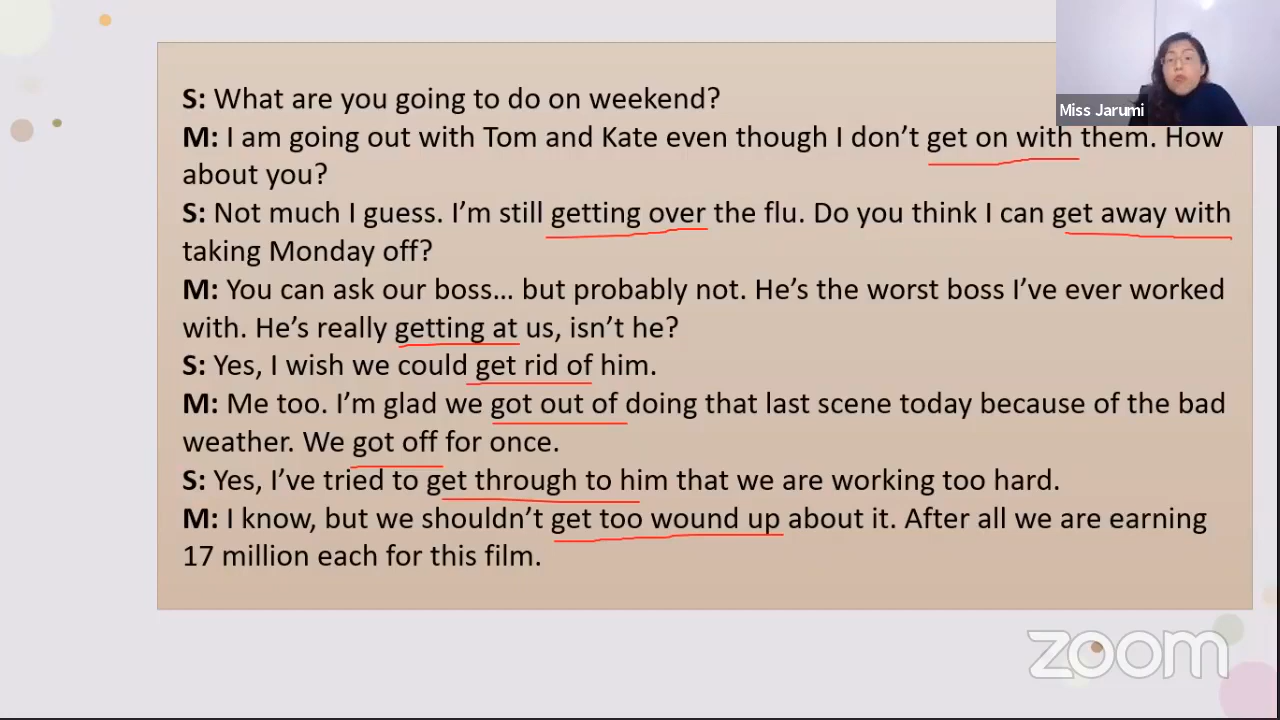 S: What are you going to do on weekend?
M: I am going out with Tom and Kate even though I don’t get on with them. How
about you?
S: Not much I guess. I’m still getting over the flu. Do you think I can get away with
taking Monday off?
M: You can ask our boss… but probably not. He’s the worst boss I’ve ever worked
with. He’s really getting at us, isn’t he?
S: Yes, I wish we could get rid of him.
M: Me too. I’m glad we got out of doing that last scene today because of the bad
weather. We got off for once.
S: Yes, I’ve tried to get through to him that we are working too hard.
M: I know, but we shouldn’t get too wound up about it. After all we are earning
17 million each for this film.
Miss Jarumi
zoom